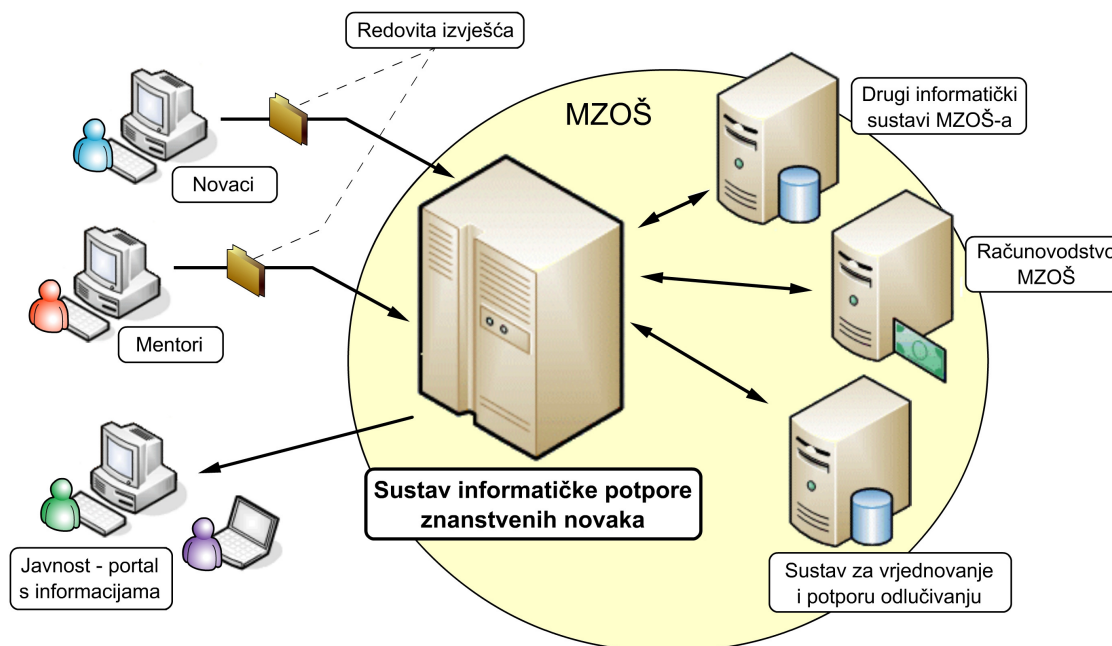 Redovita izvješća
MZOŠ
Drugi informatički
sustavi MZOŠ-a
Novaci
Računovodstvo
MZOŠ
Mentori
Sustav informatičke potpore
znanstvenih novaka
Javnost - portal
s informacijama
Sustav za vrjednovanje
i potporu odlučivanju